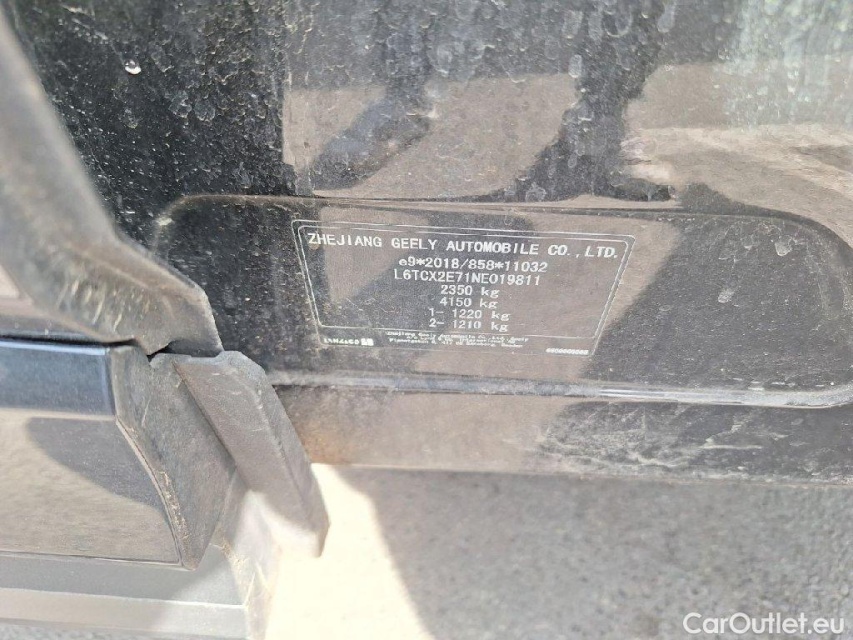 ZHEJIANG GEELY AUTOMOBILE CO., LTD.
e9*2018/858*11032
L6TCX2E71NE019811
2350 kg
4150 kg
1- 1220 kg
2- 1210 kg
CarOutlet.eu